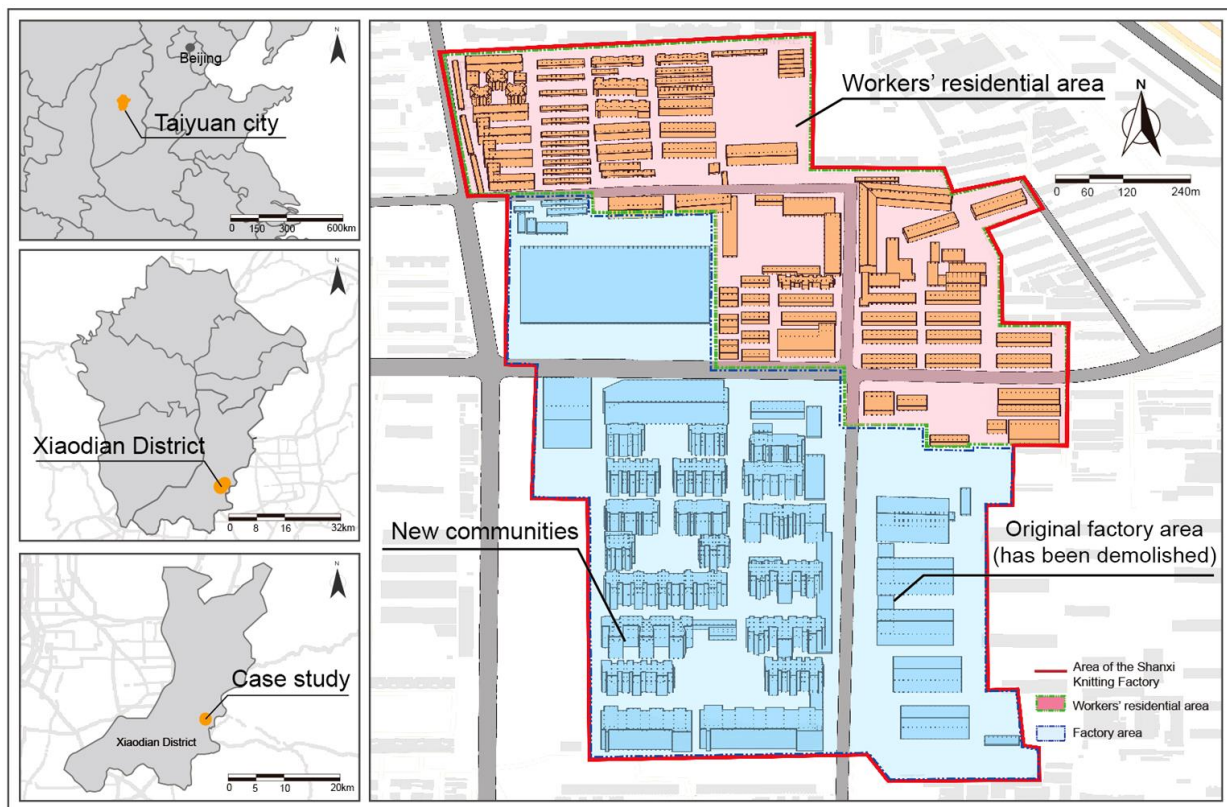 N
Beijing
Taiyuan city
0 150 300 600km
N
Xiaodian District
0 8 16 32km
N
Case study
Xiaodian District
0 5 10 20km
Workers' residential area
N
0 60 120 240m
New communities
Original factory area
(has been demolished)
Area of the Shanxi
Knitting Factory
Workers' residential area
Factory area